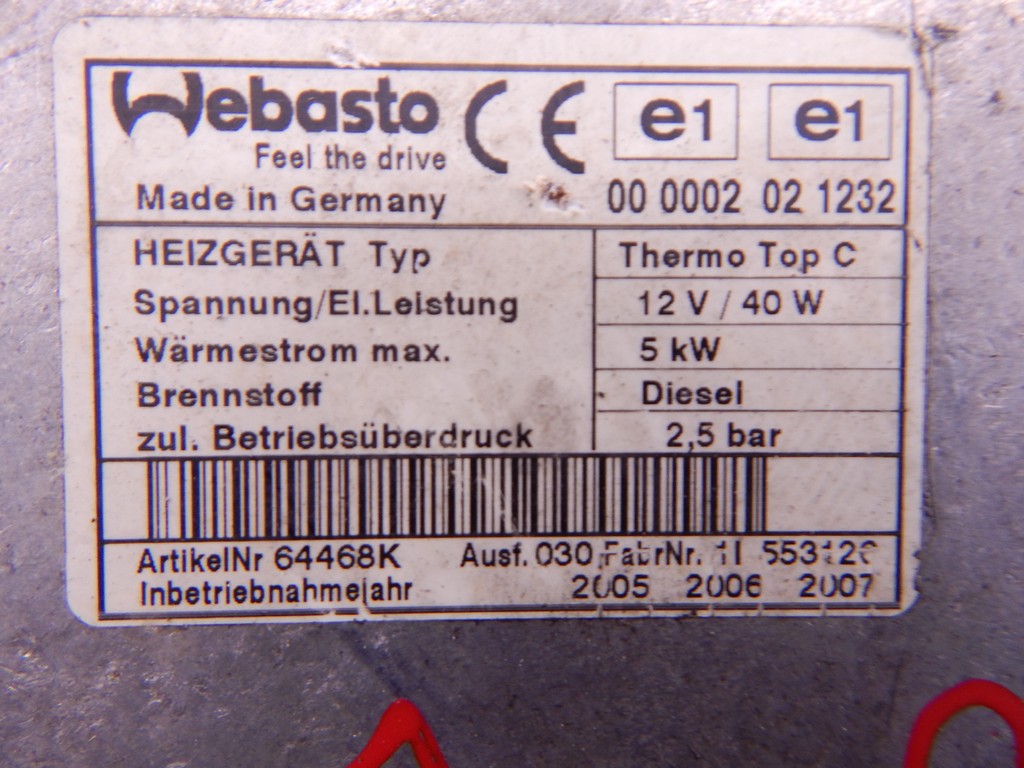 Webasto CE e1 e1
Feel the drive
Made in Germany 00 0002 02 1232
HEIZGERÄT Typ Thermo Top C
Spannung/El.Leistung 12 V / 40 W
Wärmestrom max. 5 kW
Brennstoff Diesel
zul. Betriebsüberdruck 2,5 bar
ArtikelNr 64468K Ausf. 030 FabrNr.
Inbetriebnahmejahr 2005 2006 2007